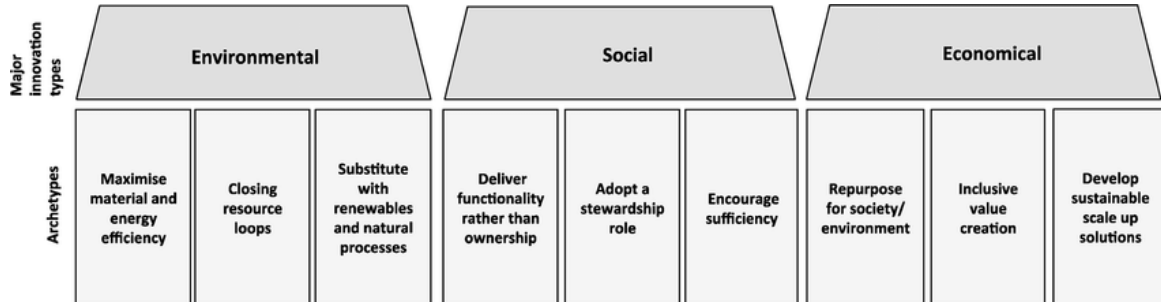 Major
innovation
types
Environmental
Social
Economical
Archetypes
Maximise
material and
energy
efficiency
Closing
resource
loops
Substitute
with
renewables
and natural
processes
Deliver
functionality
rather than
ownership
Adopt a
stewardship
role
Encourage
sufficiency
Repurpose
for society/
environment
Inclusive
value
creation
Develop
sustainable
scale up
solutions